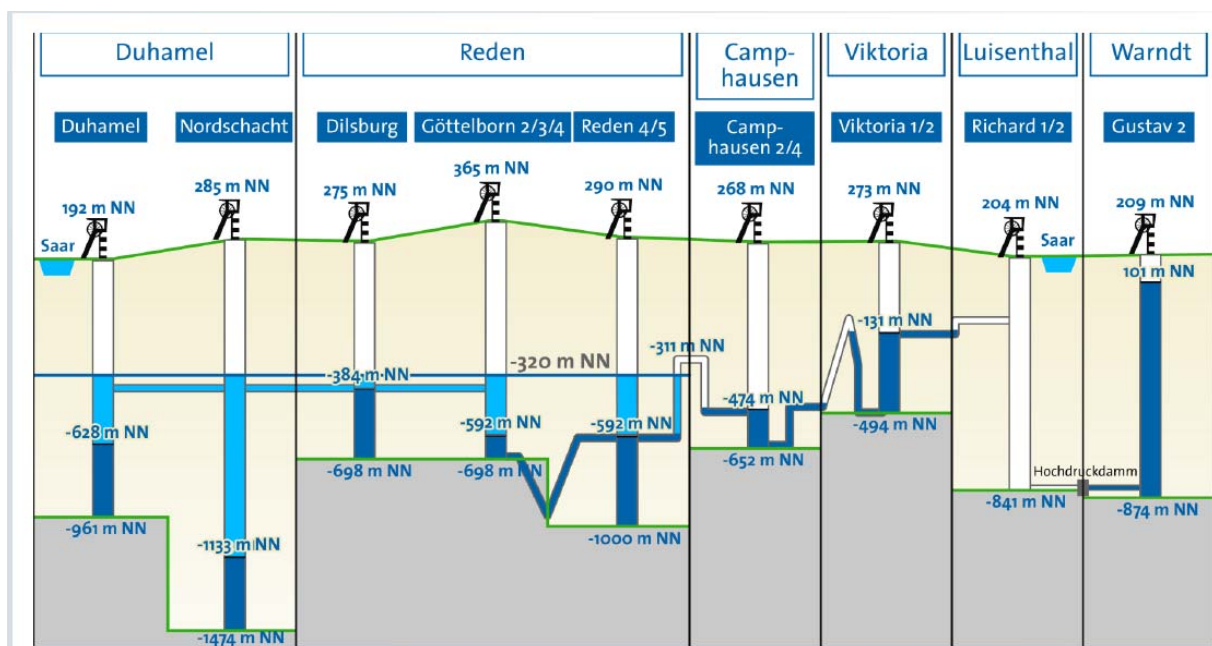 Duhamel
Reden
Camp-
hausen
Viktoria
Luisenthal
Warndt
Duhamel
Nordschacht
Dilsburg
Göttelborn 2/3/4
Reden 4/5
Camp-
hausen 2/4
Viktoria 1/2
Richard 1/2
Gustav 2
192 m NN
285 m NN
275 m NN
365 m NN
290 m NN
268 m NN
273 m NN
204 m NN
209 m NN
Saar
Saar
101 m NN
-131 m NN
-311 m NN
-320 m NN
-384 m NN
-474 m NN
-628 m NN
-592 m NN
-592 m NN
-494 m NN
-698 m NN
-698 m NN
-652 m NN
Hochdruckdamm
-841 m NN
-874 m NN
-961 m NN
-1000 m NN
-1133 m NN
-1474 m NN